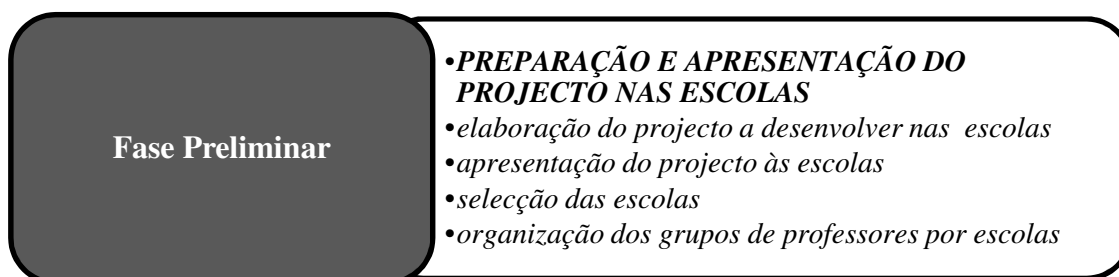 Fase Preliminar
•PREPARAÇÃO E APRESENTAÇÃO DO
PROJECTO NAS ESCOLAS
•elaboração do projecto a desenvolver nas escolas
•apresentação do projecto às escolas
•selecção das escolas
•organização dos grupos de professores por escolas